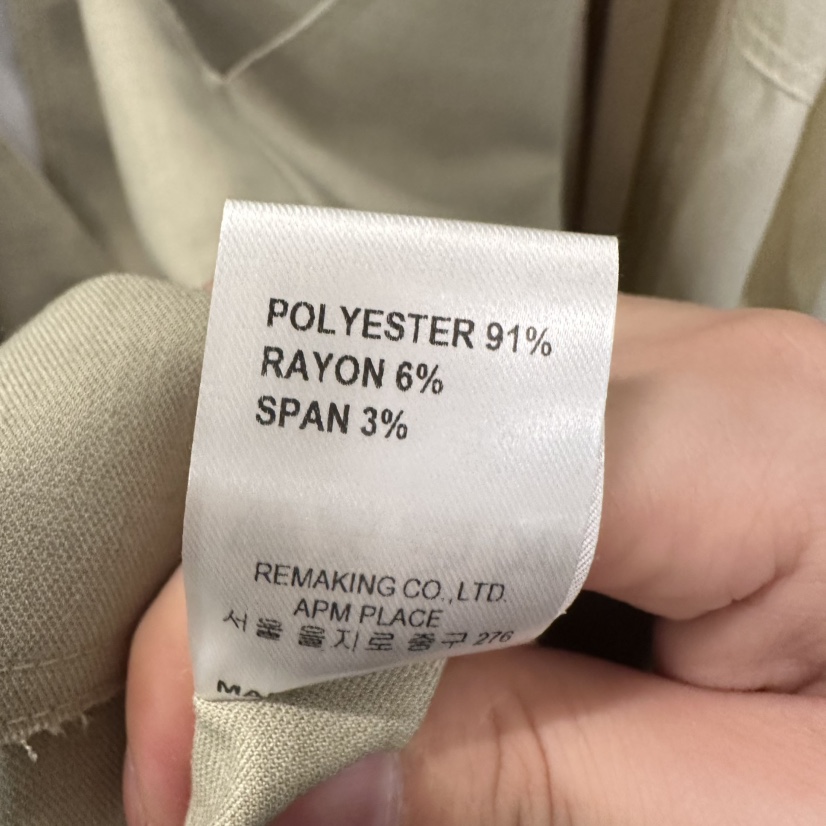 POLYESTER 91%
RAYON 6%
SPAN 3%
REMAKING CO.,LTD.
APM PLACE
서울 을지로 중구 276